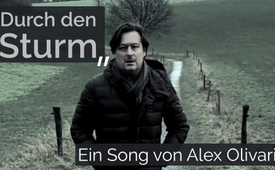 Durch den
Sturm„
Ein Song von Alex Olivari